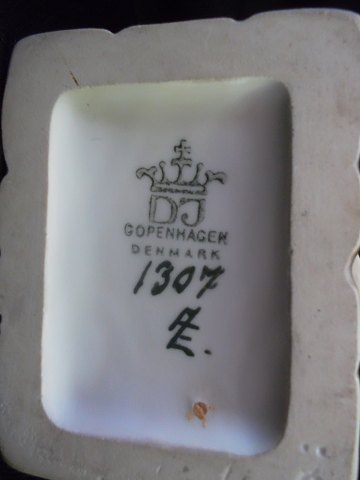 DJ
COPENHAGEN
DENMARK
1307
Æ.